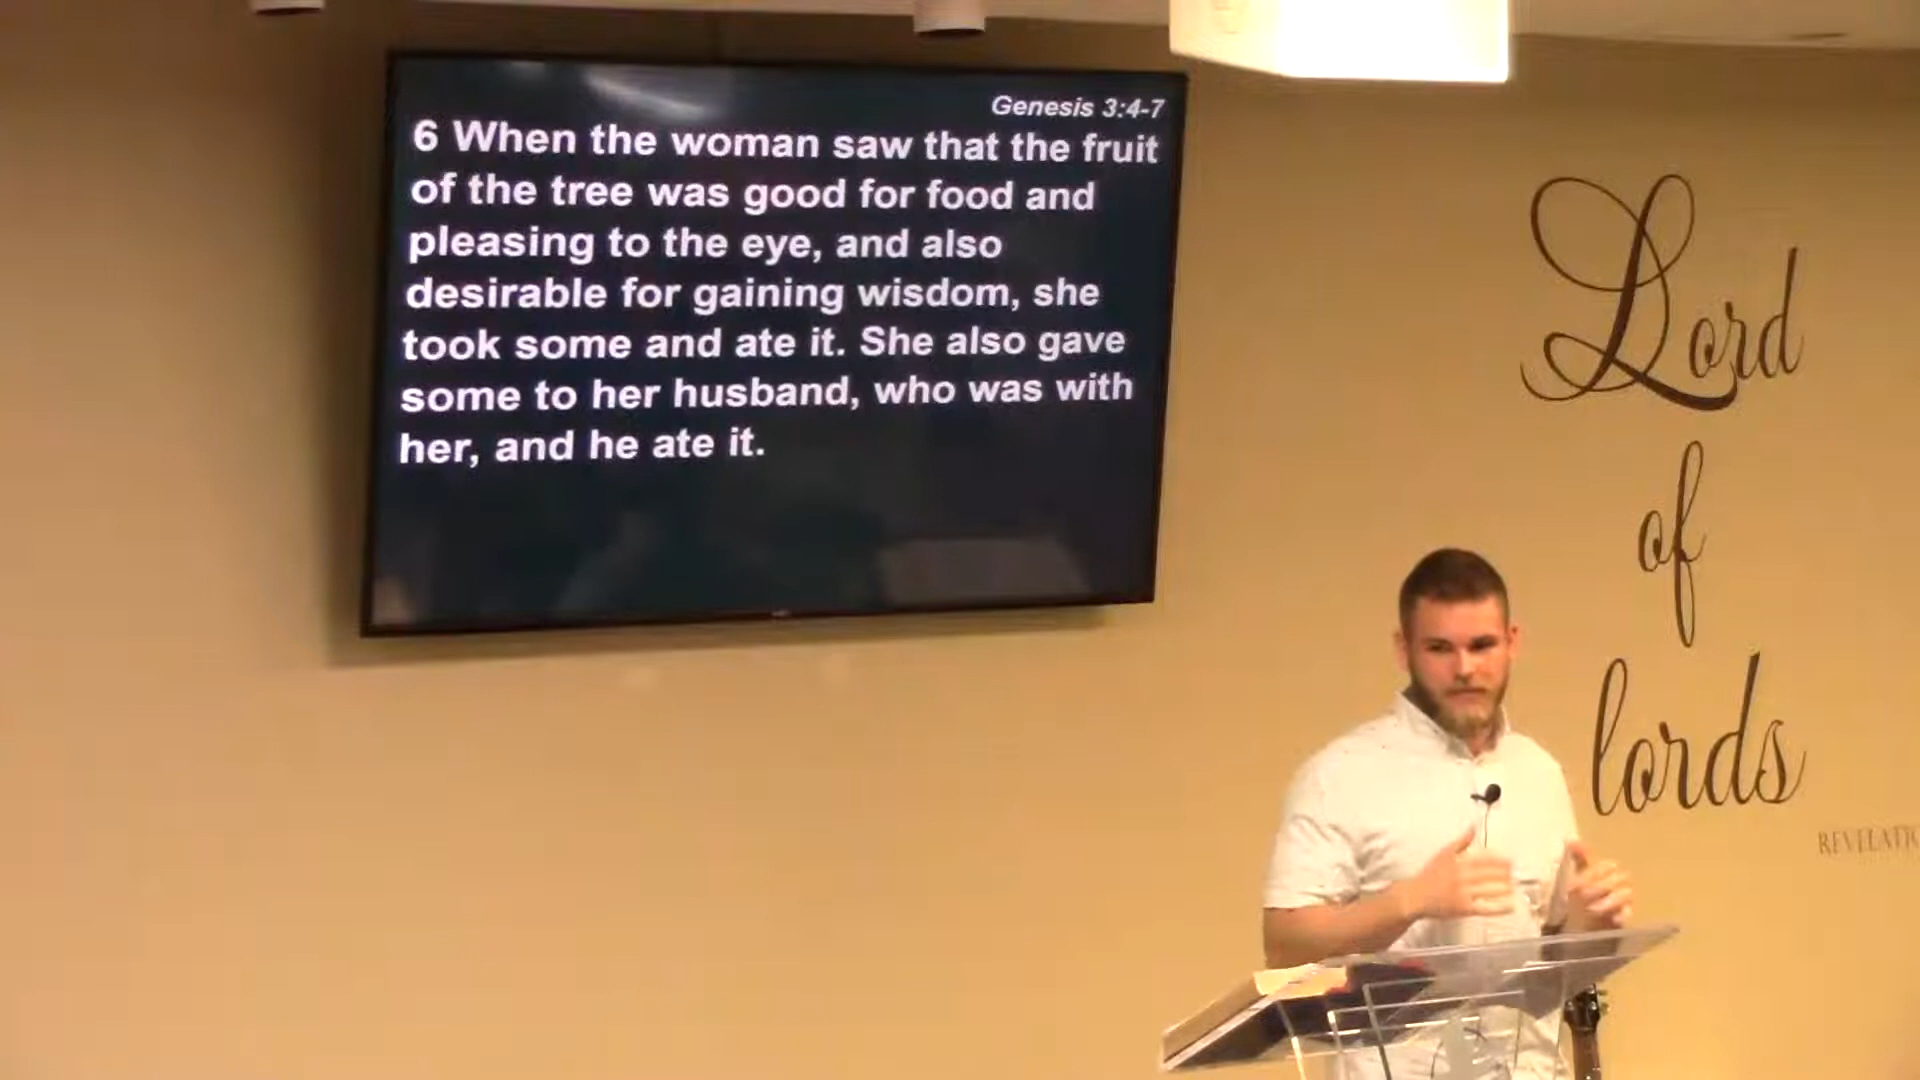 Genesis 3:4-7
6 When the woman saw that the fruit
of the tree was good for food and
pleasing to the eye, and also
desirable for gaining wisdom, she
took some and ate it. She also gave
some to her husband, who was with
her, and he ate it.
Lord
of
lords